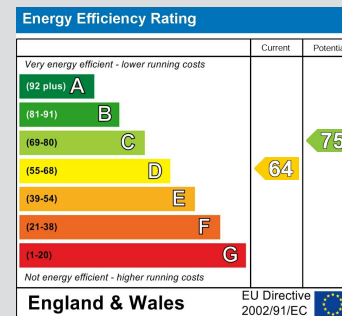 Energy Efficiency Rating
Current
Very energy efficient - lower running costs
(92 plus) A
(81-91) B
(69-80) C
75
(55-68) D
64
(39-54) E
(21-38) F
(1-20) G
Not energy efficient - higher running costs
England & Wales
EU Directive
2002/91/EC